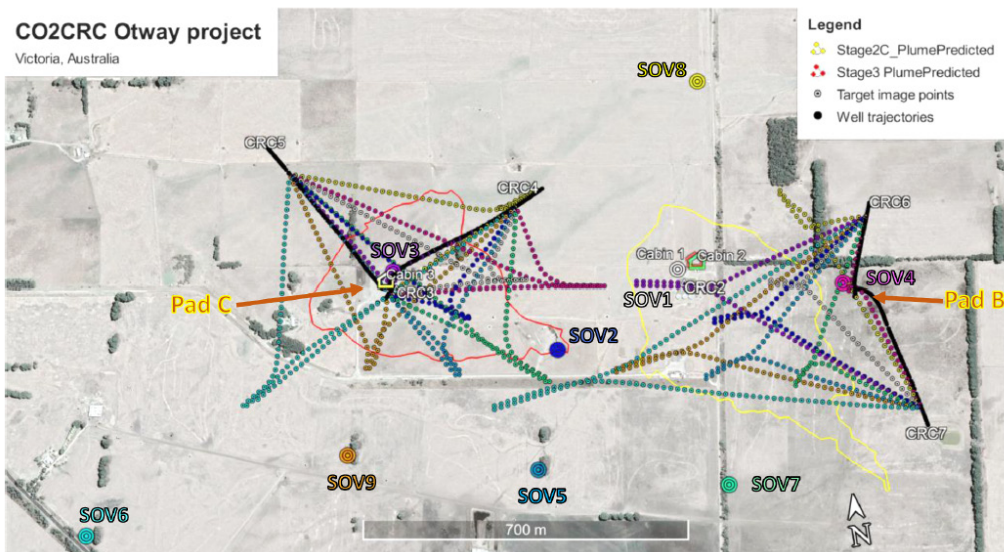 CO2CRC Otway project
Victoria, Australia
Legend
Stage2C_PlumePredicted
Stage3 PlumePredicted
Target image points
Well trajectories
SOV8
CRC5
CRC4
CRC6
SOV3
Cabin 3
CRC3
Pad C
Cabin 1
Cabin 2
SOV1
CRC2
SOV4
Pad B
SOV2
CRC7
SOV9
SOV5
SOV7
SOV6
700 m
N